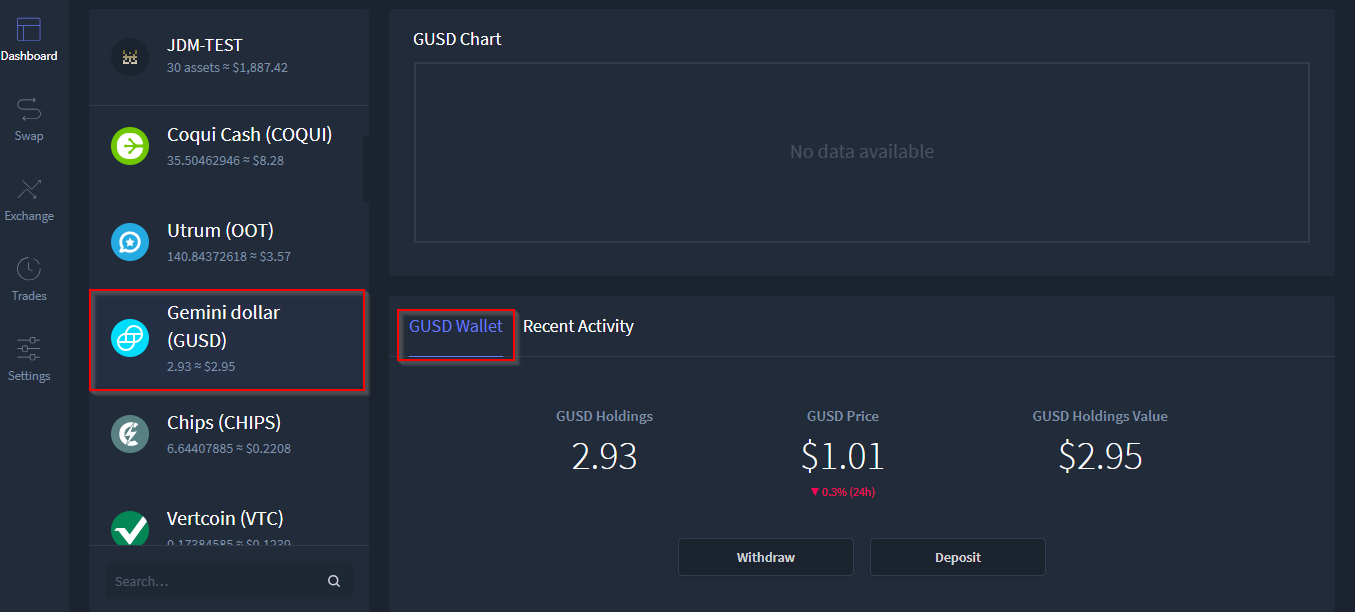 Dashboard
Swap
Exchange
Trades
Settings
JDM-TEST
30 assets ≈ $1,887.42
Coqui Cash (COQUI)
35.50462946 ≈ $8.28
Utrum (OOT)
140.84372618 ≈ $3.57
Gemini dollar
(GUSD)
2.93 ≈ $2.95
Chips (CHIPS)
6.64407885 ≈ $0.2208
Vertcoin (VTC)
0.17384585 ≈ $0.1239
Search...
GUSD Chart
No data available
GUSD Wallet Recent Activity
GUSD Holdings GUSD Price GUSD Holdings Value
2.93 $1.01 $2.95
▼0.3% (24h)
Withdraw Deposit